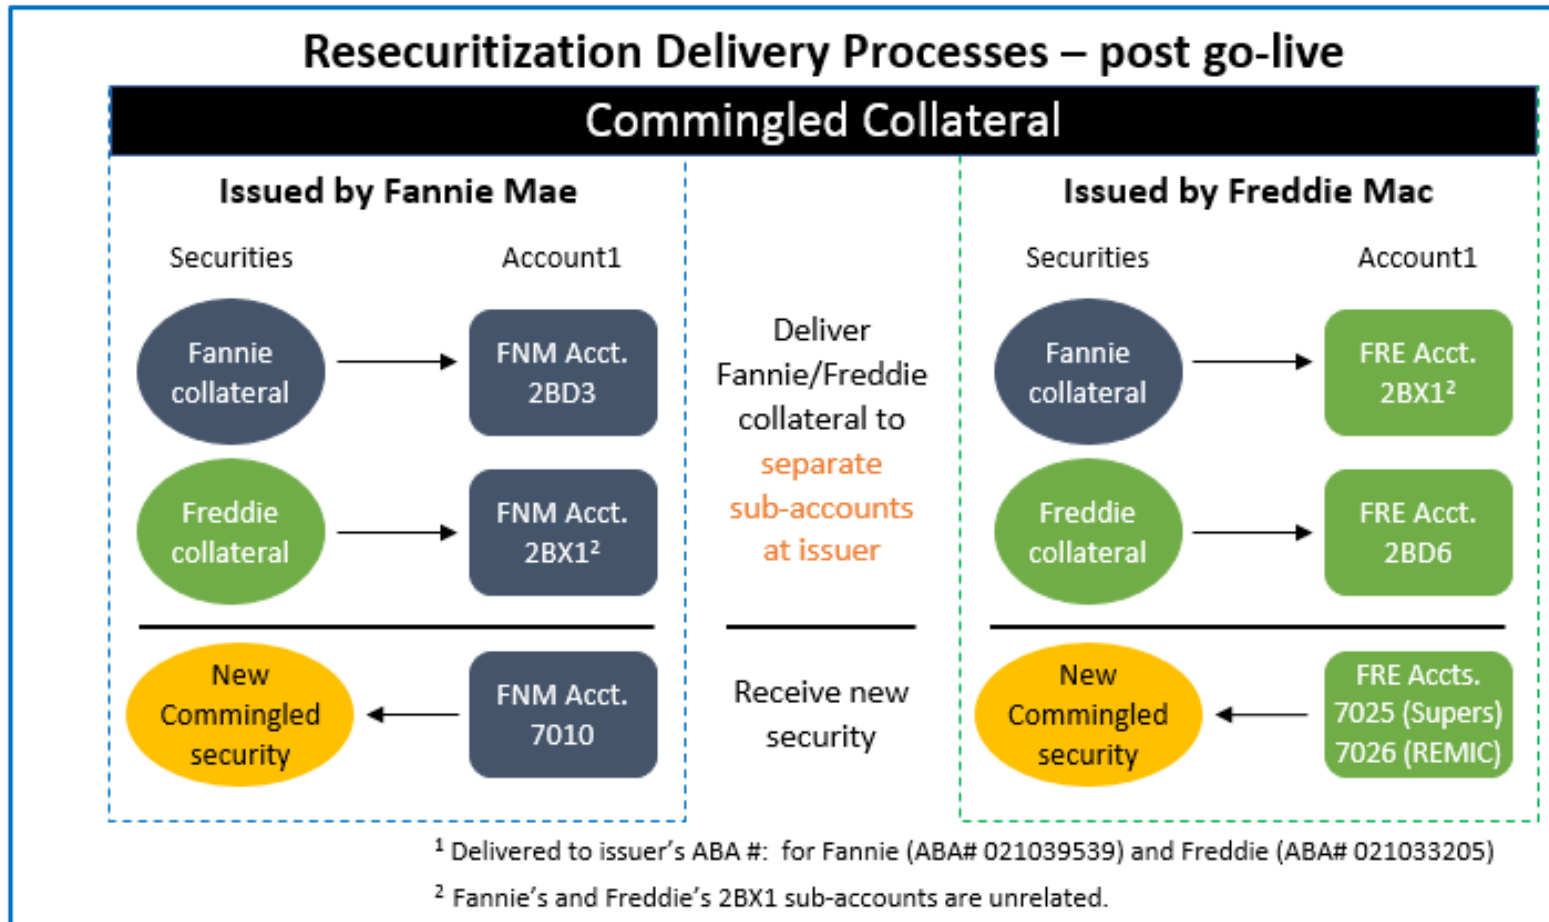 Resecuritization Delivery Processes – post go-live
Commingled Collateral
Issued by Fannie Mae
Securities
Account1
Fannie
collateral
FNM Acct.
2BD3
Freddie
collateral
FNM Acct.
2BX1²
New
Commingled
security
FNM Acct.
7010
Deliver
Fannie/Freddie
collateral to
separate
sub-accounts
at issuer
Receive new
security
Issued by Freddie Mac
Securities
Account1
Fannie
collateral
FRE Acct.
2BX1²
Freddie
collateral
FRE Acct.
2BD6
New
Commingled
security
FRE Accts.
7025 (Supers)
7026 (REMIC)
¹ Delivered to issuer’s ABA #:  for Fannie (ABA# 021039539) and Freddie (ABA# 021033205)
² Fannie’s and Freddie’s 2BX1 sub-accounts are unrelated.